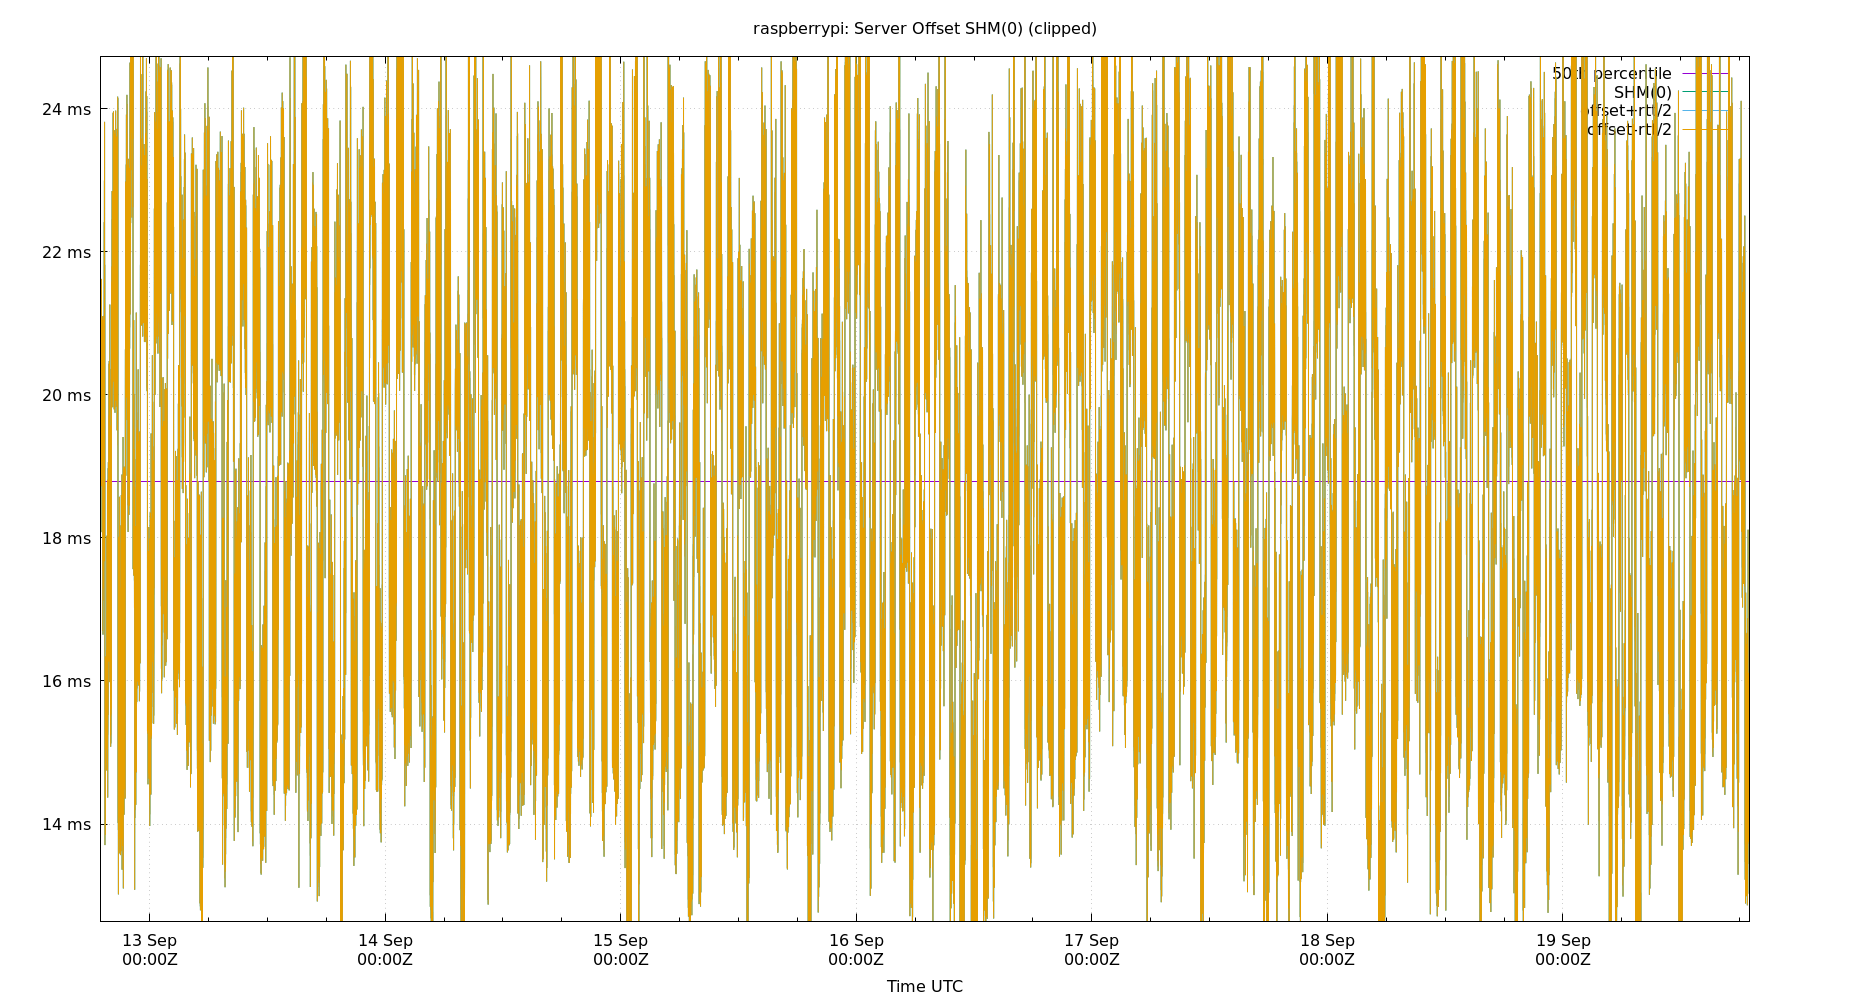 raspberrypi: Server Offset SHM(0) (clipped)
50th percentile
SHM(0)
offset+rtt/2
offset-rtt/2
24 ms
22 ms
20 ms
18 ms
16 ms
14 ms
13 Sep 14 Sep 15 Sep 16 Sep 17 Sep 18 Sep 19 Sep
00:00Z 00:00Z 00:00Z 00:00Z 00:00Z 00:00Z 00:00Z
Time UTC